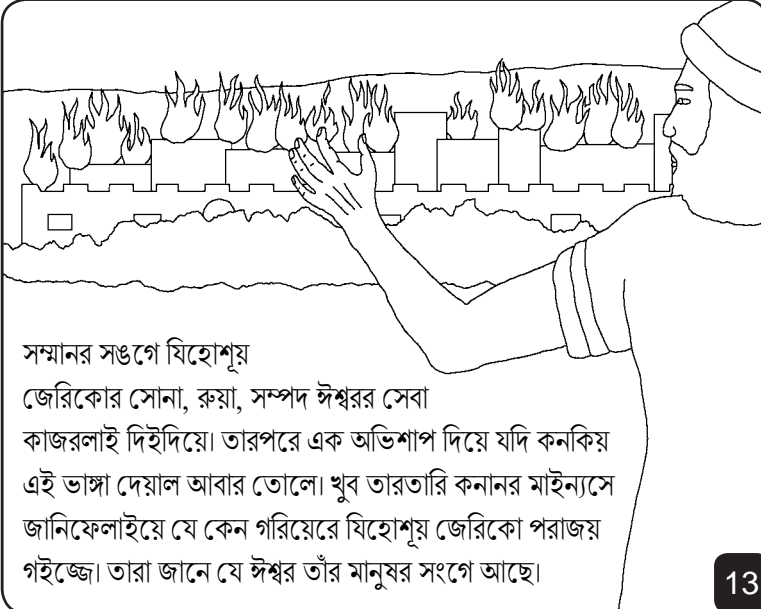 সম্মানর সঙগে যিহোশূয়
জেরিকোর সোনা, রুয়া, সম্পদ ঈশ্বরর সেবা
কাজরলাই দিইদিয়ে। তারপরে এক অভিশাপ দিয়ে যদি কনকিয়
এই ভাঙ্গা দেয়াল আবার তোলে। খুব তারতারি কনানর মাইন্যসে
জানিফেলাইয়ে যে কেন গরিয়েরে যিহোশূয় জেরিকো পরাজয়
গইজ্জে। তারা জানে যে ঈশ্বর তাঁর মানুষর সংগে আছে।
13